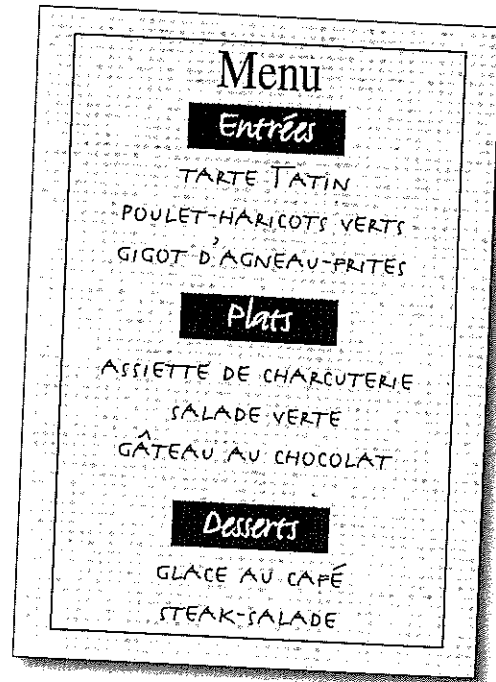 Menu
Entrées
TARTE TATIN
POULET-HARICOTS VERTS
GIGOT D'AGNEAU-FRITES
Plats
ASSIETTE DE CHARCUTERIE
SALADE VERTE
GÂTEAU AU CHOCOLAT
Desserts
GLACE AU CAFÉ
STEAK-SALADE